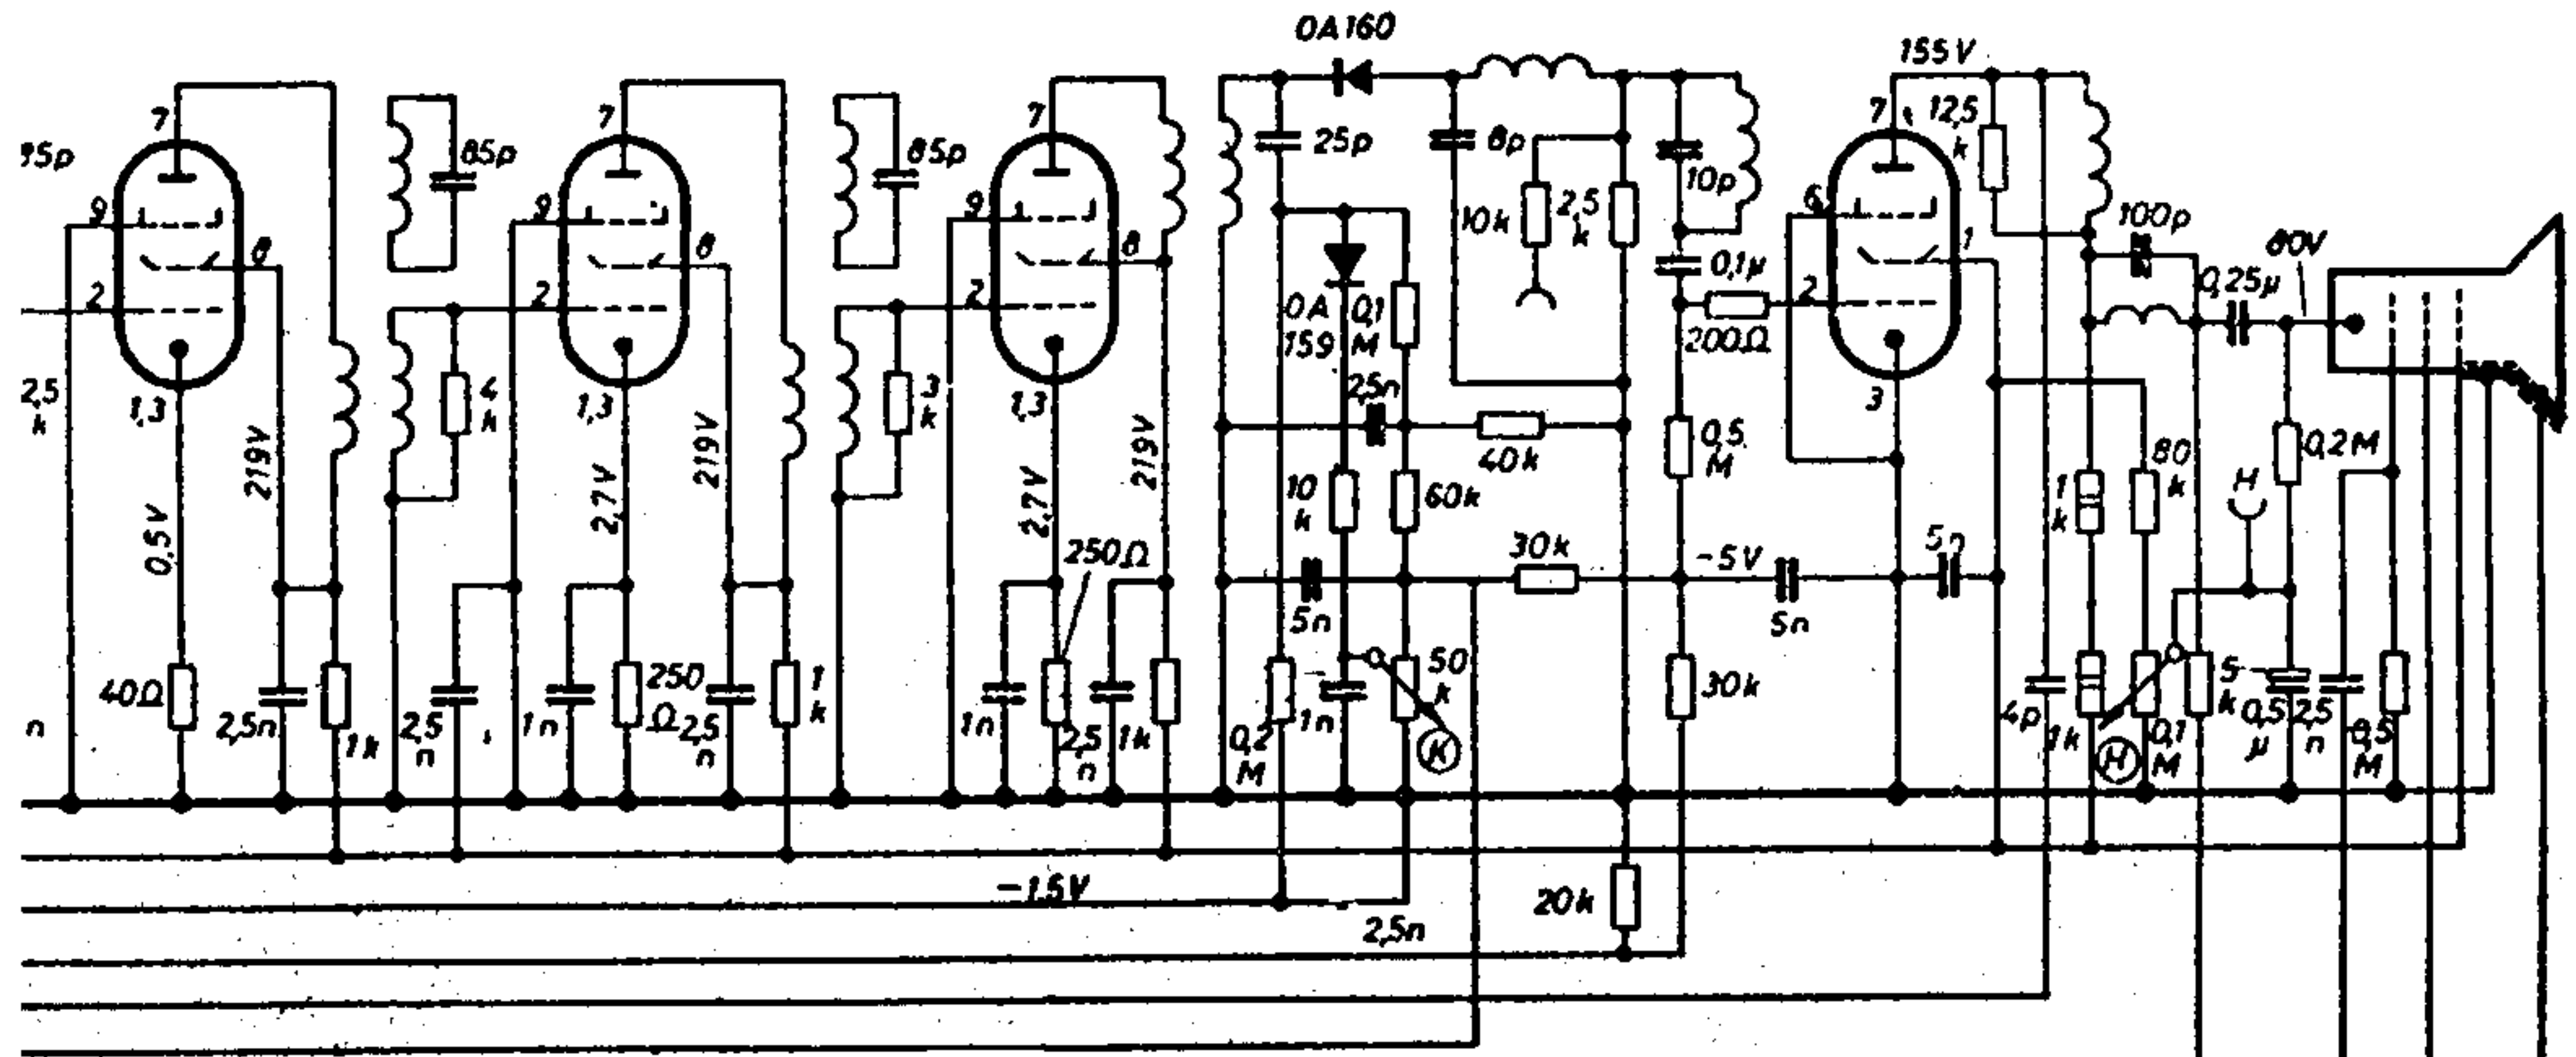 OA160
155V
7
7
7
7
12,5
k
85p
85p
25p
8p
10p
100p
80V
9
9
9
6
8
8
8
1
10k
2,5
k
0,1µ
0,25µ
2
2
2
2
OA
159
0,1
M
200Ω
2,5
k
1,3
4
k
1,3
3
k
1,3
2,5n
3
219V
219V
219V
40k
0,5
M
0,2M
80
k
0,5V
2,7V
2,7V
10
k
60k
1
k
H
250Ω
30k
-5V
5n
5n
5n
40Ω
2,5n
1k
2,5
n
1n
250
Ω
2,5
n
1
k
1n
2,5
n
1k
0,2
M
1n
50
k
K
30k
4p
1k
H
0,1
M
5
k
0,5
µ
2,5
n
0,5
M
n
-1,5V
2,5n
20k